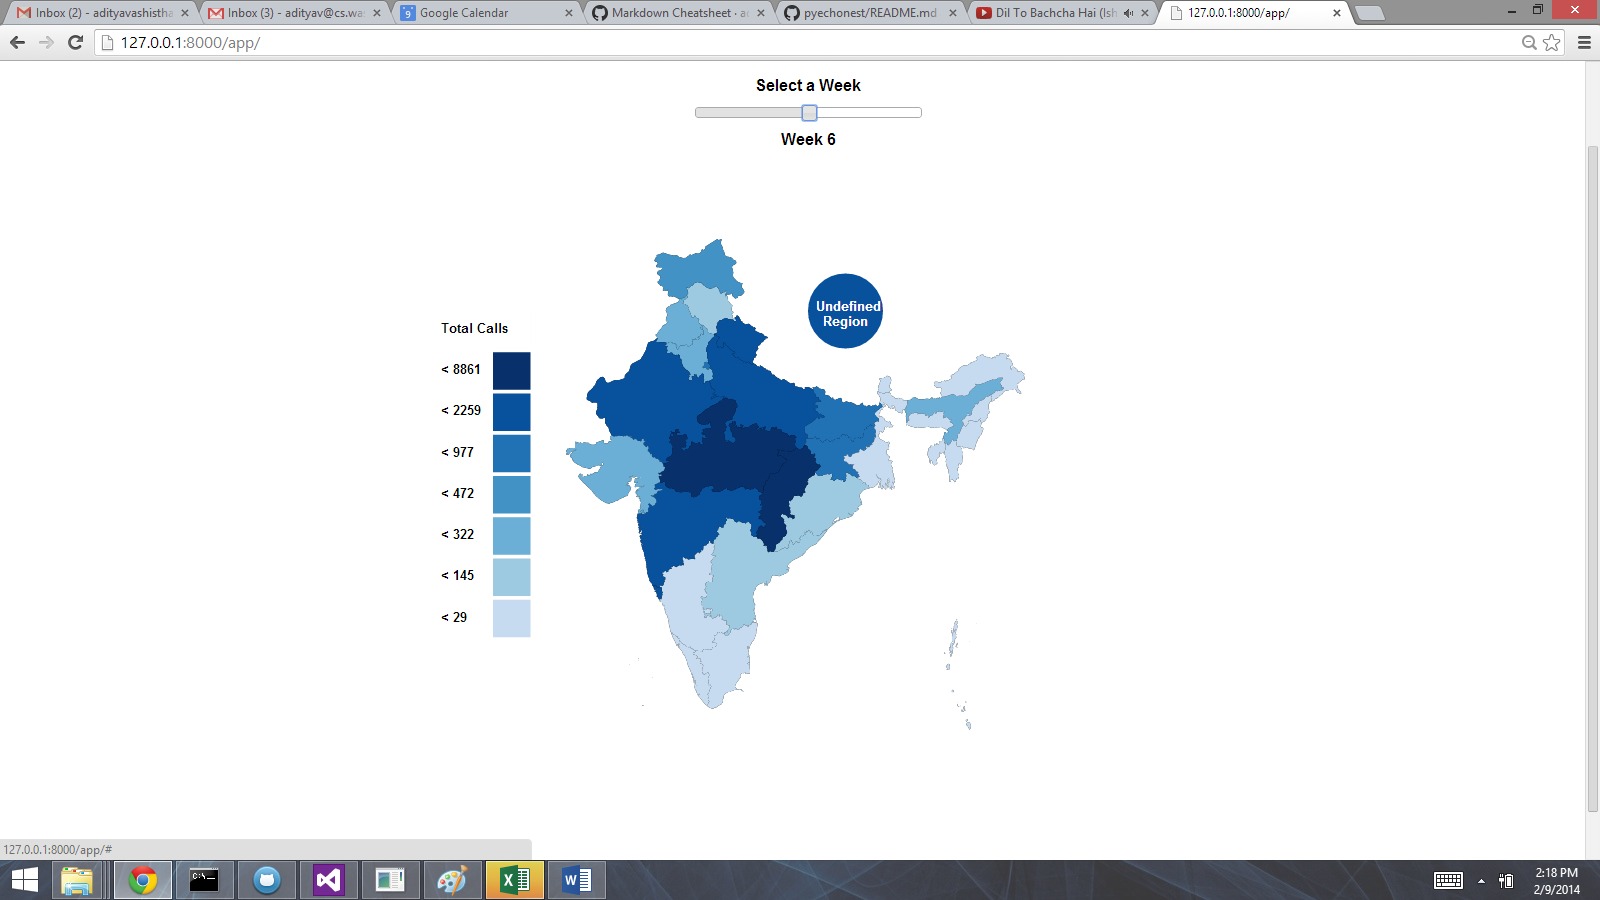 Inbox (2) - adityavashistha
Inbox (3) - adityav@cs.was
9
Google Calendar
Markdown Cheatsheet · ad
pyechonest/README.md
Dil To Bachcha Hai (Ish
127.0.0.1:8000/app/
127.0.0.1:8000/app/
Select a Week
Week 6
Undefined
Region
Total Calls
< 8861
< 2259
< 977
< 472
< 322
< 145
< 29
127.0.0.1:8000/app/#
2:18 PM
2/9/2014